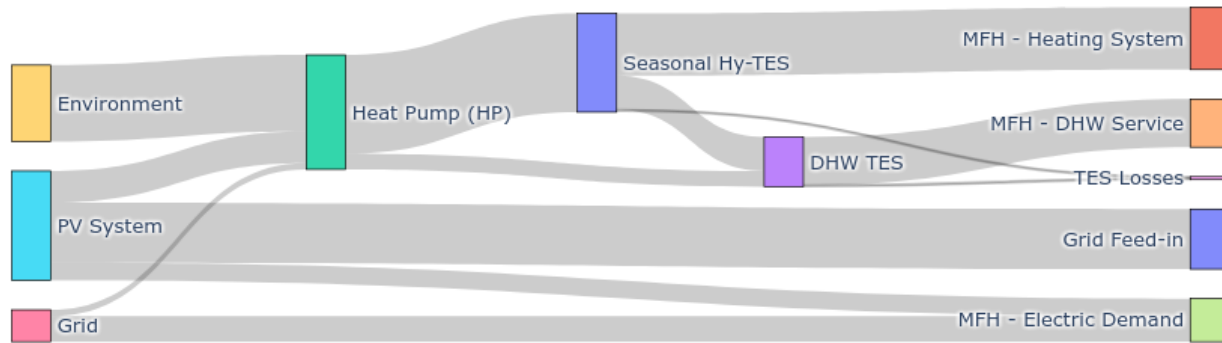 MFH - Heating System
Seasonal Hy-TES
Environment
Heat Pump (HP)
MFH - DHW Service
DHW TES
TES Losses
PV System
Grid Feed-in
MFH - Electric Demand
Grid